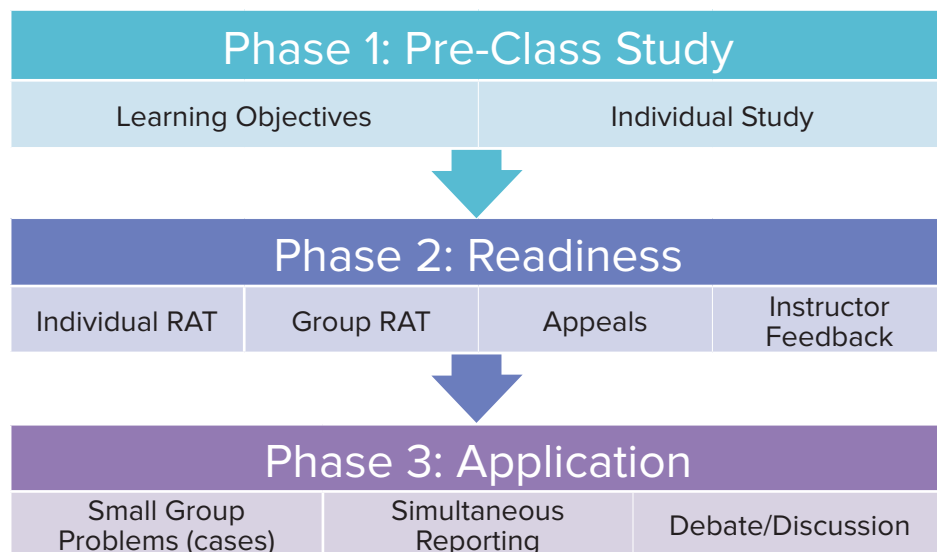 Phase 1: Pre-Class Study
Learning Objectives
Individual Study
Phase 2: Readiness
Individual RAT
Group RAT
Appeals
Instructor
Feedback
Phase 3: Application
Small Group
Problems (cases)
Simultaneous
Reporting
Debate/Discussion